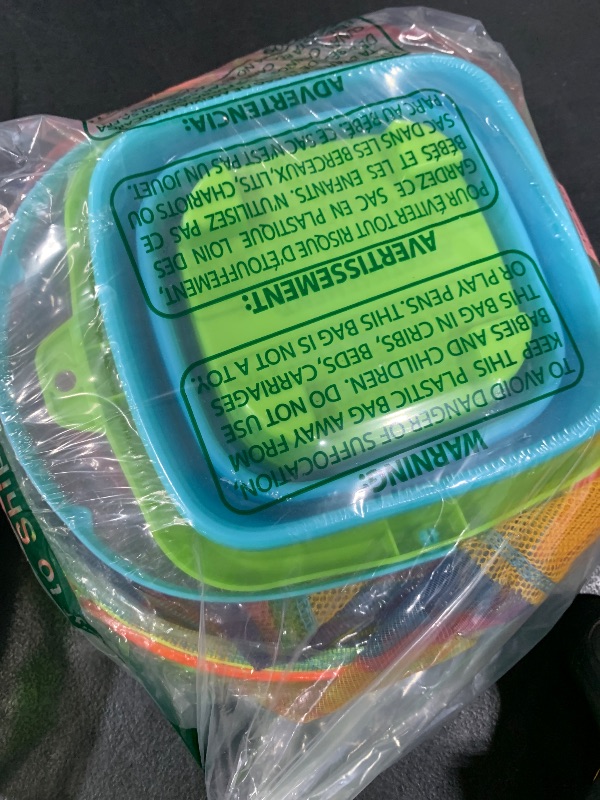 WARNING:
TO AVOID DANGER OF SUFFOCATION,
KEEP THIS PLASTIC BAG AWAY FROM
BABIES AND CHILDREN. DO NOT USE
THIS BAG IN CRIBS, BEDS, CARRIAGES
OR PLAY PENS. THIS BAG IS NOT A TOY.
AVERTISSEMENT:
POUR ÉVITER TOUT RISQUE D'ÉTOUFFEMENT,
GARDEZ CE SAC EN PLASTIQUE LOIN DES
BÉBÉS ET LES ENFANTS. N'UTILISEZ PAS CE
SAC DANS LES BERCEAUX, LITS, CHARIOTS OU
PARC AU BÉBÉ. CE SAC N'EST PAS UN JOUET.
ADVERTENCIA:
to Ship